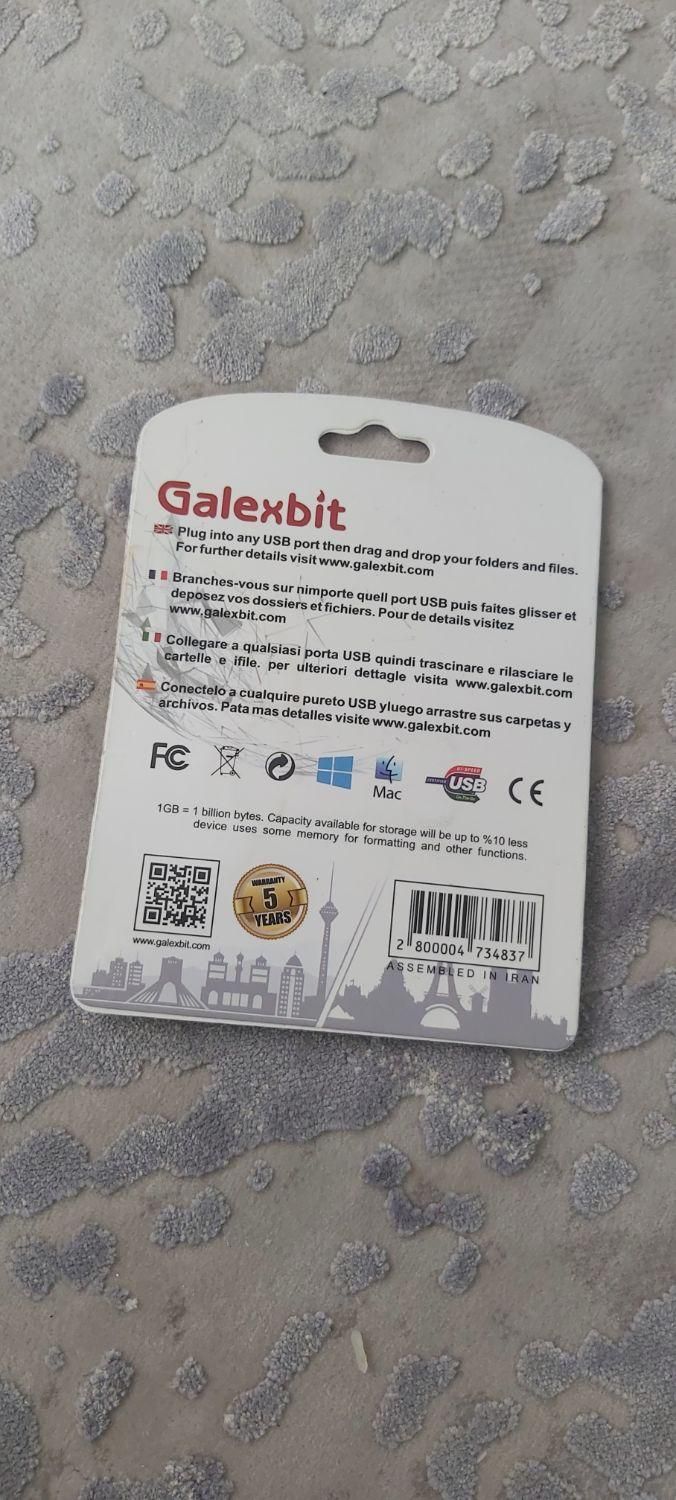 Galexbit
Plug into any USB port then drag and drop your folders and files.
For further details visit www.galexbit.com
Branches-vous sur nimporte quell port USB puis faites glisser et
deposez vos dossiers et fichiers. Pour de details visitez
www.galexbit.com
Collegare a qualsiasi porta USB quindi trascinare e rilasciare le
cartelle e ifile. per ulteriori dettagle visita www.galexbit.com
Conectelo a cualquire pureto USB yluego arrastre sus carpetas y
archivos. Pata mas detalles visite www.galexbit.com
FC
Mac
HI-SPEED
CERTIFIED
USB
On-The-Go
CE
1GB = 1 billion bytes. Capacity available for storage will be up to %10 less
device uses some memory for formatting and other functions.
www.galexbit.com
WARRANTY
5
YEARS
2 800004 734837
ASSEMBLED IN IRAN